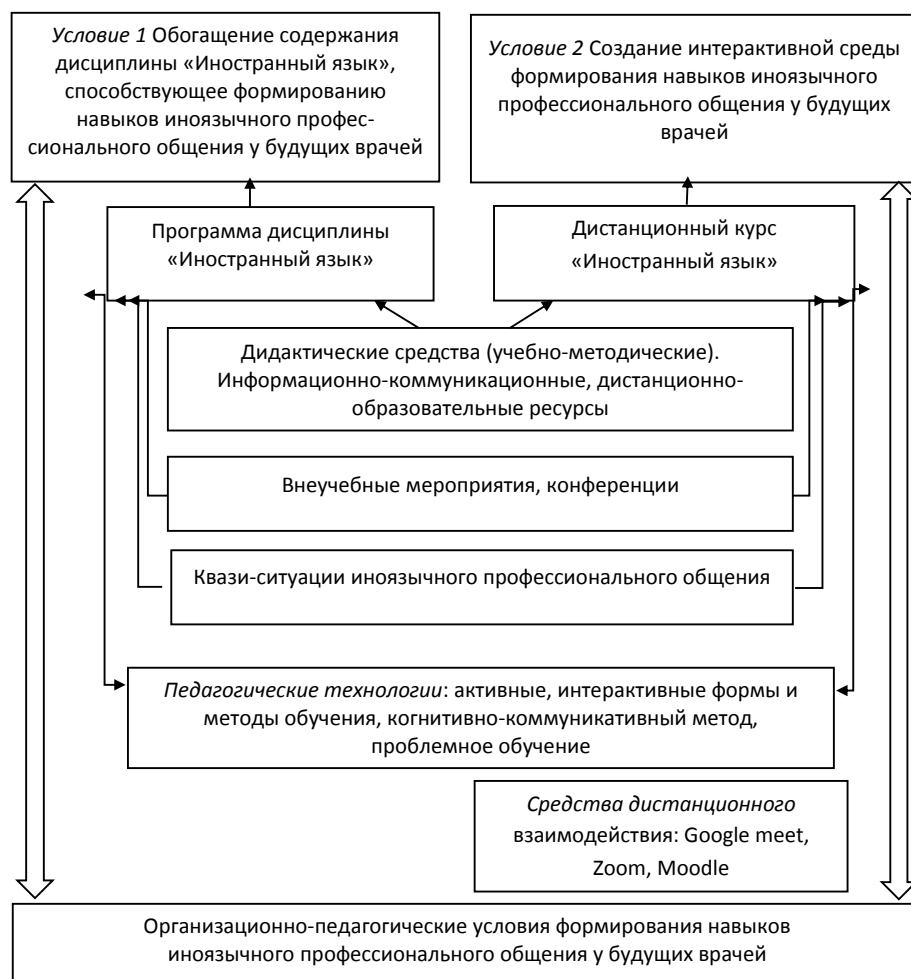 Условие 1 Обогащение содержания
дисциплины «Иностранный язык»,
способствующее формированию
навыков иноязычного профес-
сионального общения у будущих врачей
Условие 2 Создание интерактивной среды
формирования навыков иноязычного
профессионального общения у будущих
врачей
Программа дисциплины
«Иностранный язык»
Дистанционный курс
«Иностранный язык»
Дидактические средства (учебно-методические).
Информационно-коммуникационные, дистанционно-
образовательные ресурсы
Внеучебные мероприятия, конференции
Квази-ситуации иноязычного профессионального общения
Педагогические технологии: активные, интерактивные формы и
методы обучения, когнитивно-коммуникативный метод,
проблемное обучение
Средства дистанционного
взаимодействия: Google meet,
Zoom, Moodle
Организационно-педагогические условия формирования навыков
иноязычного профессионального общения у будущих врачей